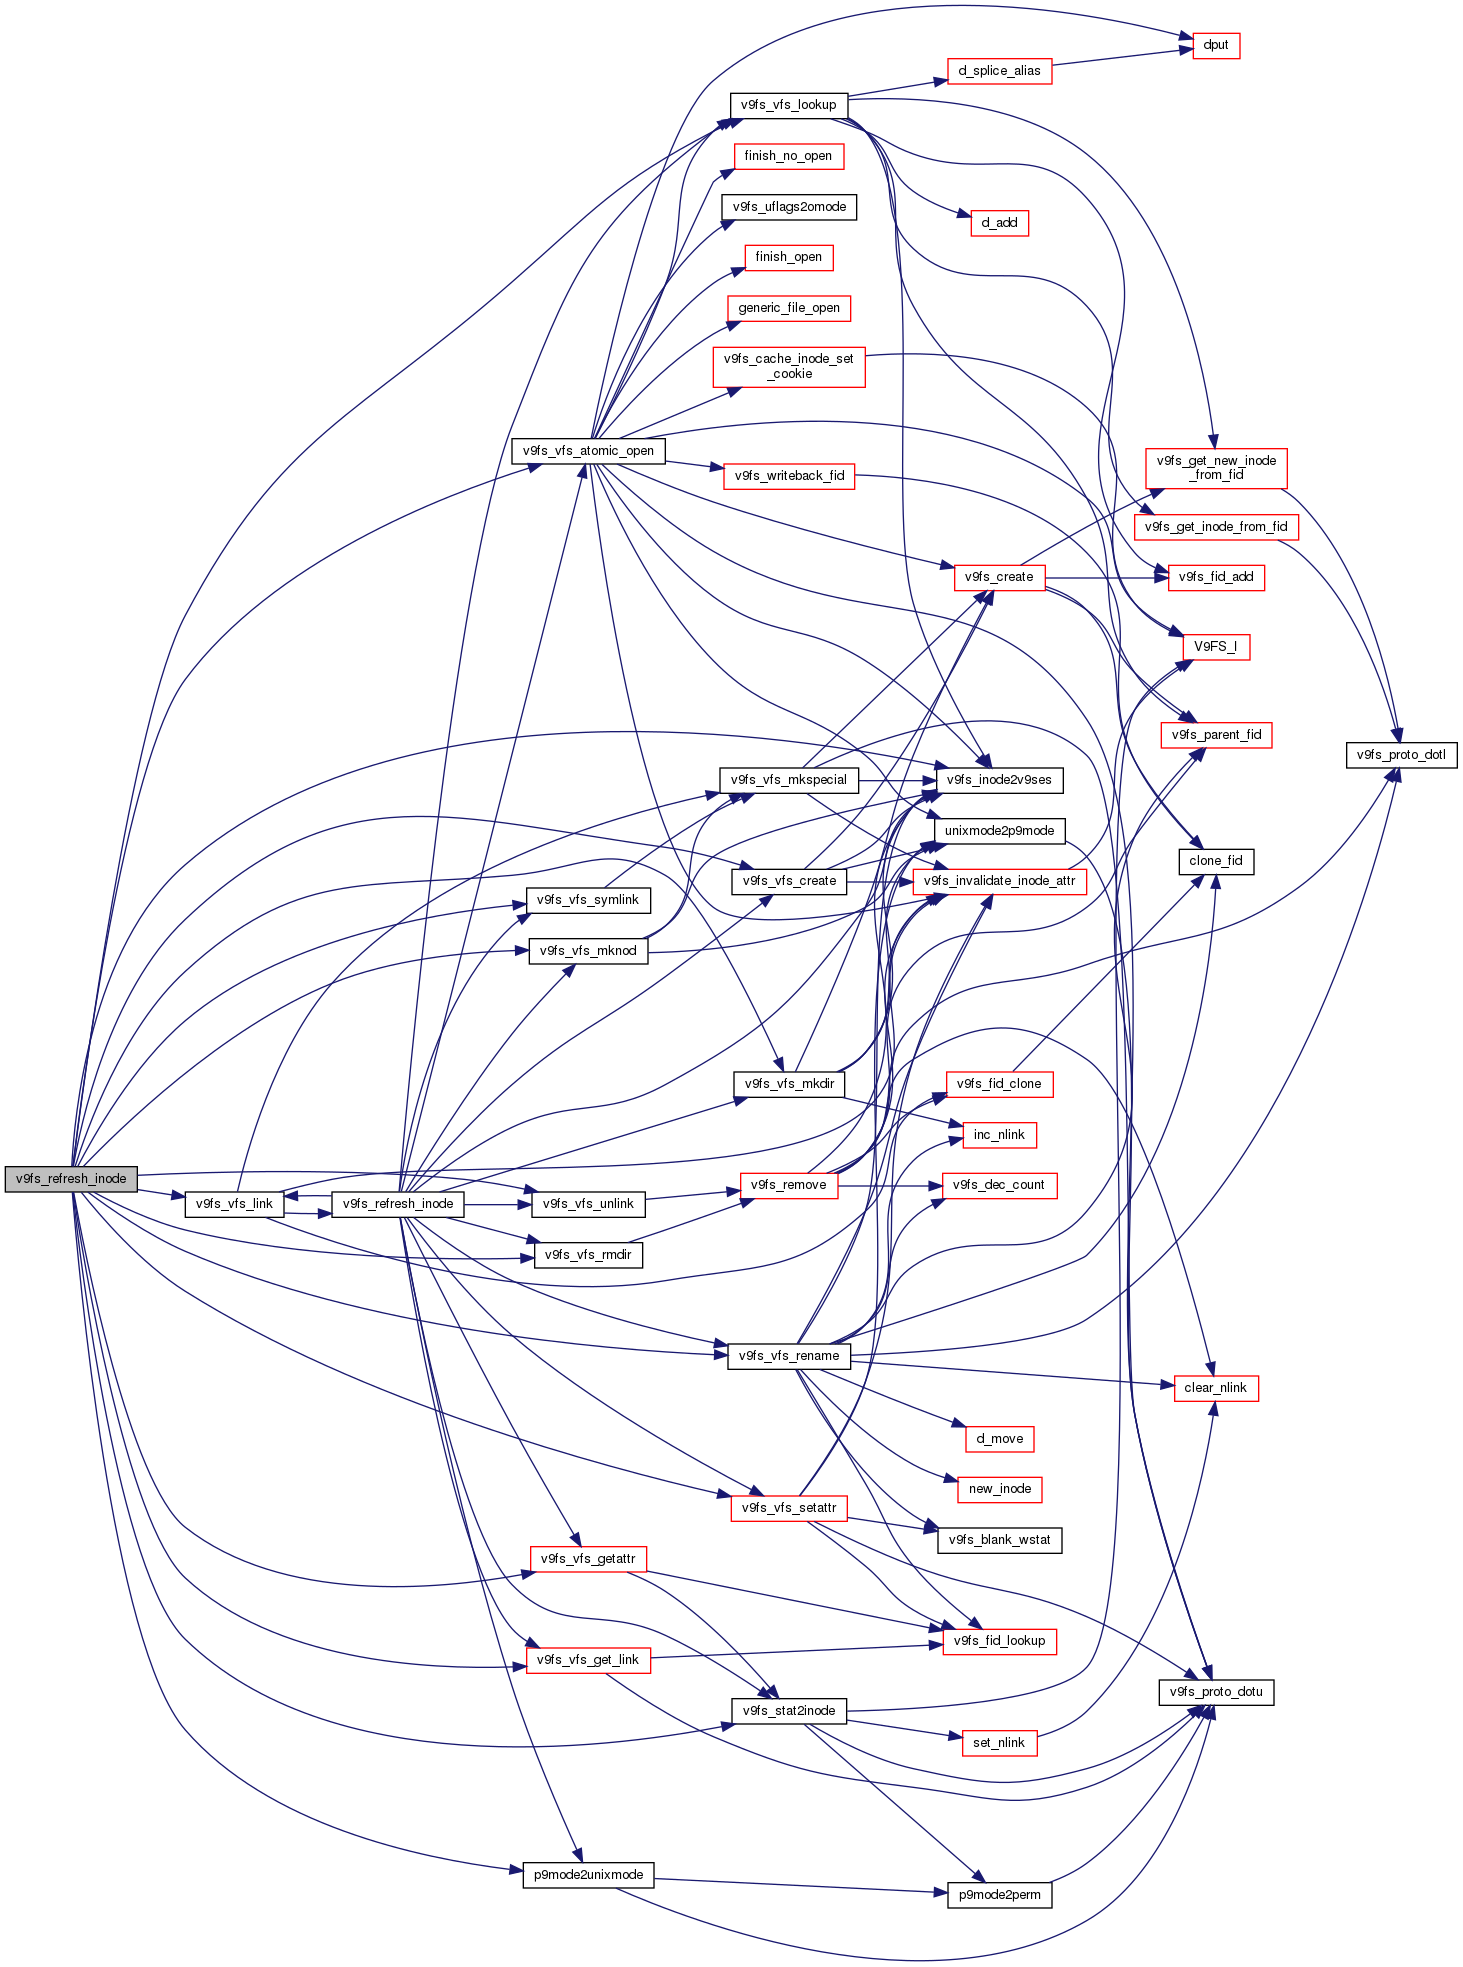 dput
d_splice_alias
v9fs_vfs_lookup
finish_no_open
v9fs_uflags2omode
d_add
finish_open
generic_file_open
v9fs_cache_inode_set
_cookie
v9fs_vfs_atomic_open
v9fs_writeback_fid
v9fs_get_new_inode
_from_fid
v9fs_get_inode_from_fid
v9fs_create
v9fs_fid_add
V9FS_I
v9fs_parent_fid
v9fs_proto_dotl
v9fs_vfs_mkspecial
v9fs_inode2v9ses
unixmode2p9mode
clone_fid
v9fs_vfs_create
v9fs_invalidate_inode_attr
v9fs_vfs_symlink
v9fs_vfs_mknod
v9fs_vfs_mkdir
v9fs_fid_clone
inc_nlink
v9fs_refresh_inode
v9fs_vfs_link
v9fs_refresh_inode
v9fs_vfs_unlink
v9fs_remove
v9fs_dec_count
v9fs_vfs_rmdir
v9fs_vfs_rename
clear_nlink
d_move
new_inode
v9fs_vfs_setattr
v9fs_blank_wstat
v9fs_vfs_getattr
v9fs_fid_lookup
v9fs_vfs_get_link
v9fs_proto_dotu
v9fs_stat2inode
set_nlink
p9mode2unixmode
p9mode2perm